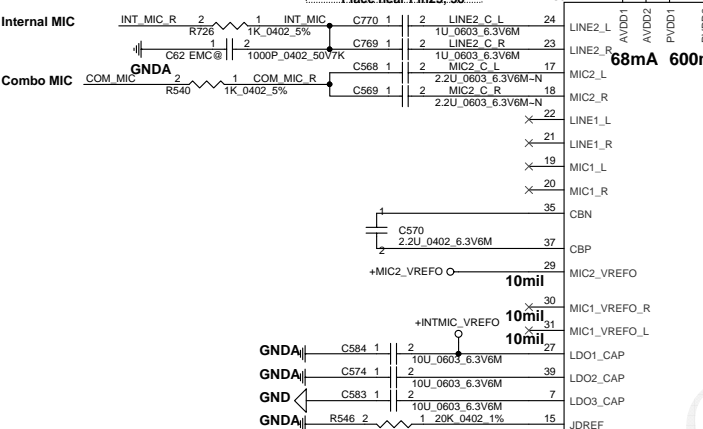 Internal MIC INT_MIC_R 2 1 INT_MIC C770 1 2 LINE2_C_L 24 LINE2_L
R726 1K_0402_5% 1U_0603_6.3V6M
C769 1 2 LINE2_C_R 23 LINE2_R
C62 EMC@ 1 2 1000P_0402_50V7K 1U_0603_6.3V6M
GNDA
AVDD1
AVDD2
PVDD1
68mA 600
C568 1 2 MIC2_C_L 17 MIC2_L
2.2U_0603_6.3V6M~N
Combo MIC COM_MIC 2 1 COM_MIC_R C569 1 2 MIC2_C_R 18 MIC2_R
R540 1K_0402_5% 2.2U_0603_6.3V6M~N
22 LINE1_L
21 LINE1_R
19 MIC1_L
20 MIC1_R
1 35 CBN
C570
2.2U_0402_6.3V6M
2 37 CBP
+MIC2_VREFO 29 MIC2_VREFO
10mil
30 MIC1_VREFO_R
10mil
+INTMIC_VREFO 31 MIC1_VREFO_L
10mil
GNDA C584 1 2 27 LDO1_CAP
10U_0603_6.3V6M
GNDA C574 1 2 39 LDO2_CAP
10U_0603_6.3V6M
GND C583 1 2 7 LDO3_CAP
10U_0603_6.3V6M
GNDA R546 2 1 20K_0402_1% 15 JDREF